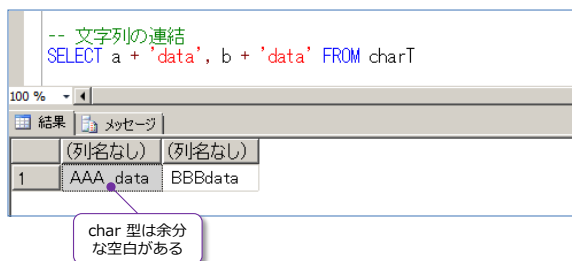 -- 文字列の連結
SELECT a + 'data', b + 'data' FROM charT
100 %
結果 メッセージ
(列名なし) (列名なし)
1 AAA data BBBdata
char 型は余分
な空白がある